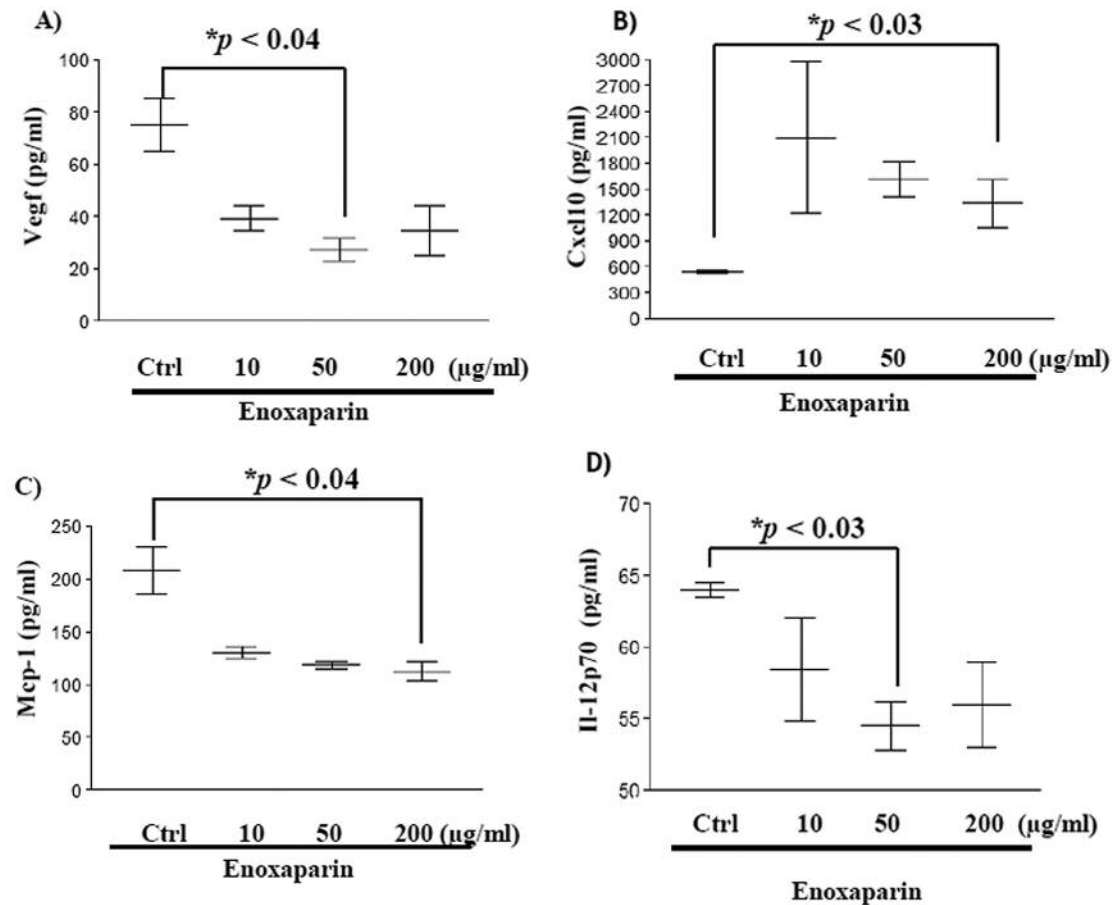 A)
*p < 0.04
Vegf (pg/ml)
100
80
60
40
20
0
Ctrl 10 50 200 (µg/ml)
Enoxaparin
B)
*p < 0.03
Cxcl10 (pg/ml)
3000
2700
2400
2100
1800
1500
1200
900
600
300
0
Ctrl 10 50 200 (µg/ml)
Enoxaparin
C)
*p < 0.04
Mcp-1 (pg/ml)
250
200
150
100
50
0
Ctrl 10 50 200 (µg/ml)
Enoxaparin
D)
*p < 0.03
Il-12p70 (pg/ml)
70
65
60
55
50
Ctrl 10 50 200 (µg/ml)
Enoxaparin